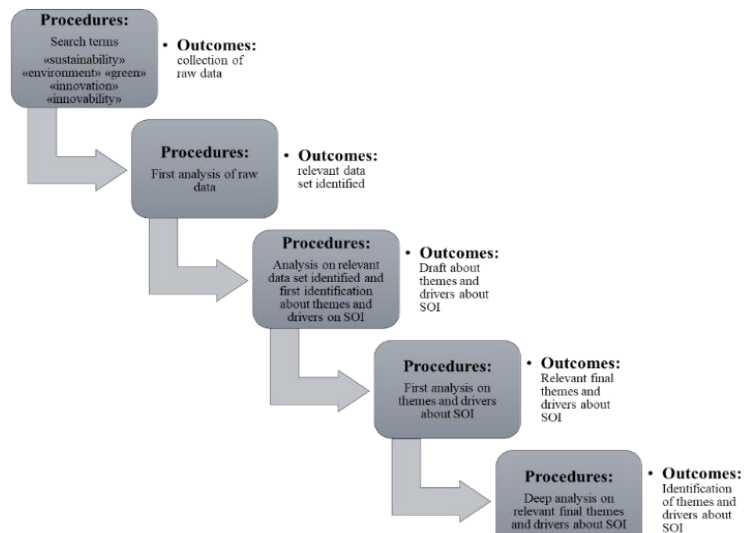 Procedures:
Search terms
«sustainability»
«environment» «green»
«innovation»
«innovability»
• Outcomes:
collection of
raw data
Procedures:
First analysis of raw
data
• Outcomes:
relevant data
set identified
Procedures:
Analysis on relevant
data set identified and
first identification
about themes and
drivers on SOI
• Outcomes:
Draft about
themes and
drivers about
SOI
Procedures:
First analysis on
themes and drivers
about SOI
• Outcomes:
Relevant final
themes and
drivers about
SOI
Procedures:
Deep analysis on
relevant final themes
and drivers about SOI
• Outcomes:
Identification
of themes and
drivers about
SOI